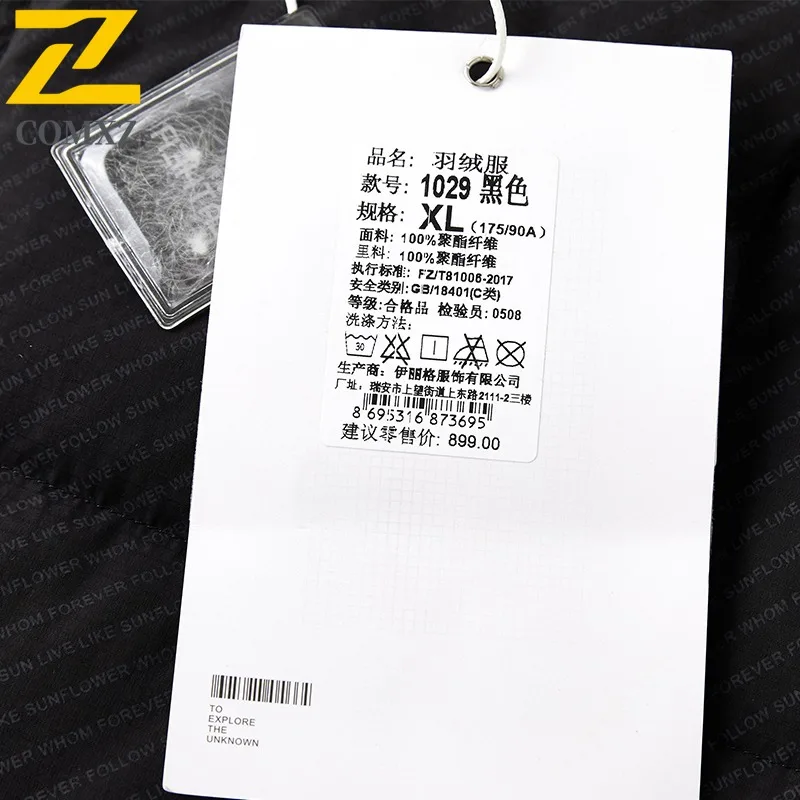 COMXZ
品名: 羽绒服
款号: 1029 黑色
规格: XL (175/90A)
面料: 100%聚酯纤维
里料: 100%聚酯纤维
执行标准: FZ/T81008-2017
安全类别: GB/18401(C类)
等级: 合格品 检验员: 0508
洗涤方法:
30
生产商: 伊丽格服饰有限公司
厂址: 瑞安市上望街道上东路2111-2三楼
8 695316 873695
建议零售价: 899.00
TO
EXPLORE
THE
UNKNOWN
LIVE LIKE SUNFLOWER WHOM FOREVER FOLLOW SUN